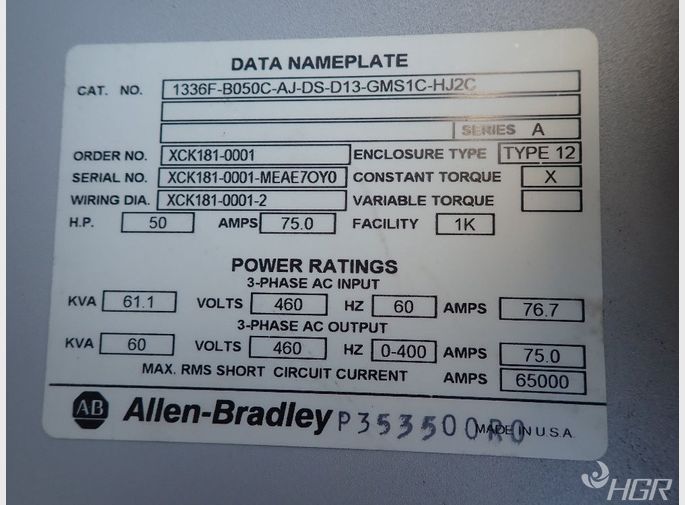 DATA NAMEPLATE
CAT. NO. 1336F-B050C-AJ-DS-D13-GMS1C-HJ2C
SERIES A
ORDER NO. XCK181-0001 ENCLOSURE TYPE TYPE 12
SERIAL NO. XCK181-0001-MEAE7OY0 CONSTANT TORQUE X
WIRING DIA. XCK181-0001-2 VARIABLE TORQUE
H.P. 50 AMPS 75.0 FACILITY 1K
POWER RATINGS
3-PHASE AC INPUT
KVA 61.1 VOLTS 460 HZ 60 AMPS 76.7
3-PHASE AC OUTPUT
KVA 60 VOLTS 460 HZ 0-400 AMPS 75.0
MAX. RMS SHORT CIRCUIT CURRENT AMPS 65000
AB Allen-Bradley P353500R0 MADE IN U.S.A.
HGR